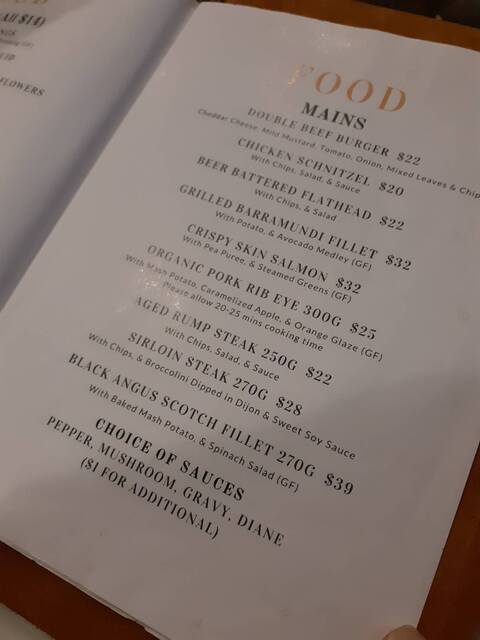 (All $14)
FLOWERS
FOOD
MAINS
DOUBLE BEEF BURGER $22
Cheddar Cheese, Mild Mustard, Tomato, Onion, Mixed Leaves & Chip
CHICKEN SCHNITZEL $20
With Chips, Salad, & Sauce
BEER BATTERED FLATHEAD $22
With Chips, & Salad
GRILLED BARRAMUNDI FILLET $32
With Potato, & Avocado Medley (GF)
CRISPY SKIN SALMON $32
With Pea Puree, & Steamed Greens (GF)
ORGANIC PORK RIB EYE 300G $25
With Mash Potato, Caramelized Apple, & Orange Glaze (GF)
Please allow 20-25 mins cooking time
AGED RUMP STEAK 250G $22
With Chips, Salad, & Sauce
SIRLOIN STEAK 270G $28
With Chips, & Broccolini Dipped in Dijon & Sweet Soy Sauce
BLACK ANGUS SCOTCH FILLET 270G $39
With Baked Mash Potato, & Spinach Salad (GF)
CHOICE OF SAUCES
PEPPER, MUSHROOM, GRAVY, DIANE
($1 FOR ADDITIONAL)